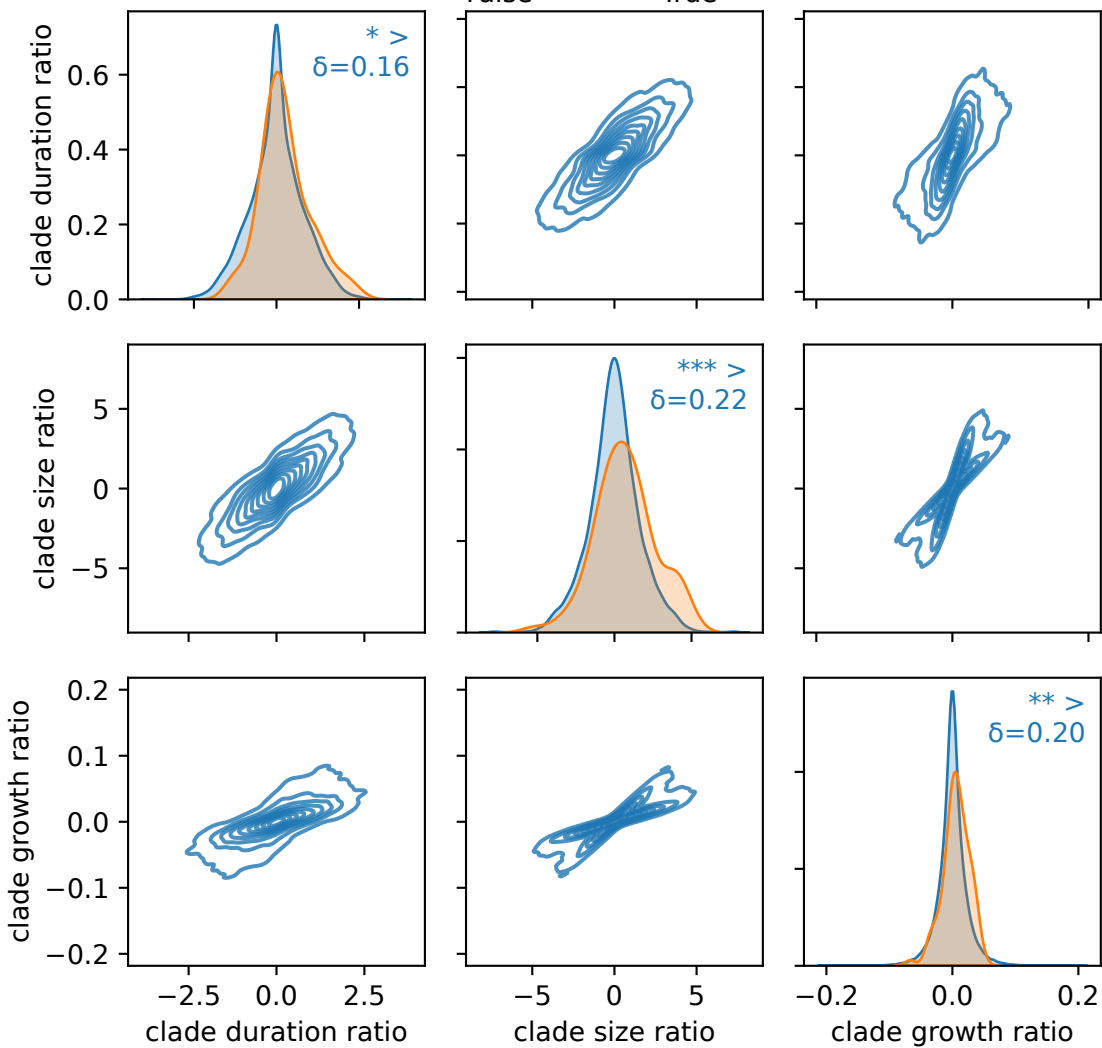 clade duration ratio
0.6
0.4
0.2
0.0
* >
δ=0.16
clade size ratio
5
0
−5
*** >
δ=0.22
clade growth ratio
0.2
0.1
0.0
−0.1
−0.2
** >
δ=0.20
−2.5 0.0 2.5
−5 0 5
−0.2 0.0 0.2
clade duration ratio
clade size ratio
clade growth ratio